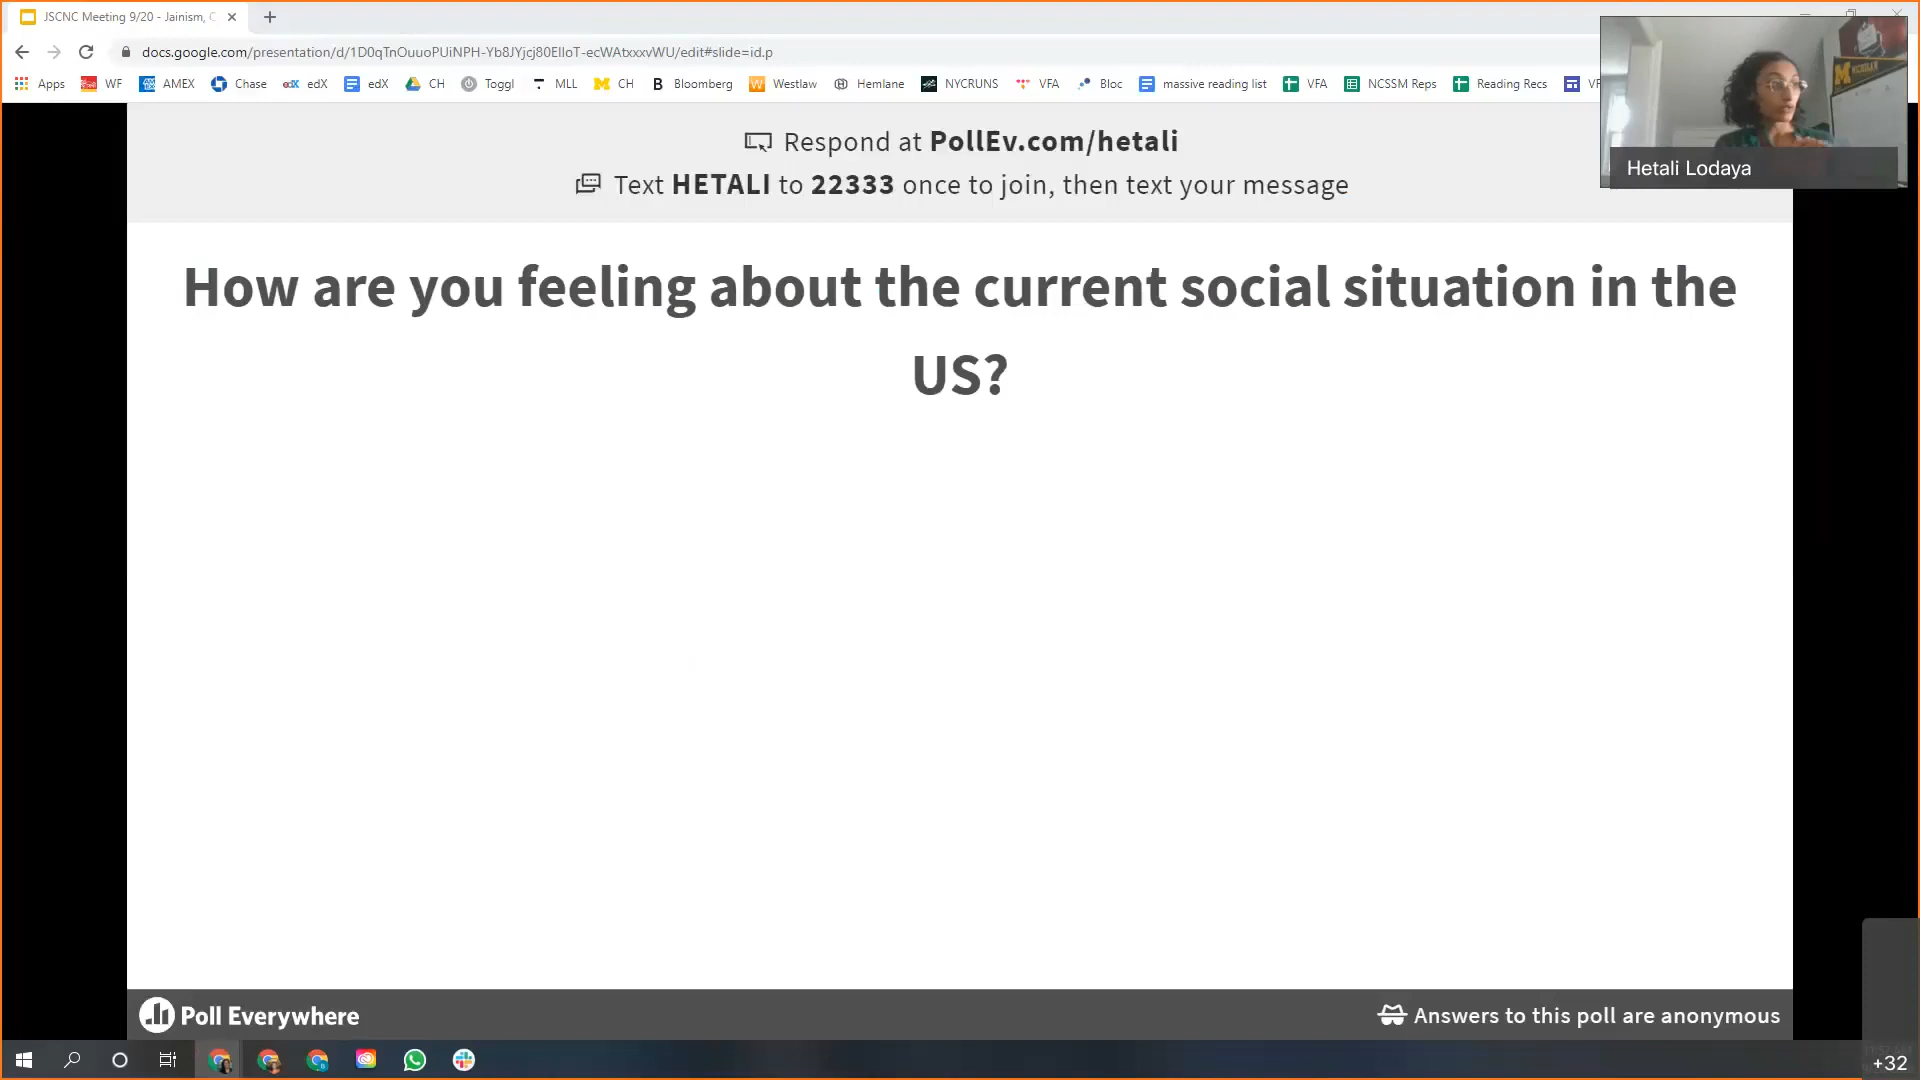 JSCNC Meeting 9/20 - Jainism, C
docs.google.com/presentation/d/1D0qTnOuuoPUiNPH-Yb8JYjcj80EIloT-ecWAtxxxvWU/edit#slide=id.p
Apps WF AMEX Chase edX edX CH Toggl MLL CH Bloomberg Westlaw Hemlane NYCRUNS VFA Bloc massive reading list VFA NCSSM Reps Reading Recs
MICHIGAN
Hetali Lodaya
Respond at PollEv.com/hetali
Text HETALI to 22333 once to join, then text your message
How are you feeling about the current social situation in the
US?
Poll Everywhere
Answers to this poll are anonymous
+32